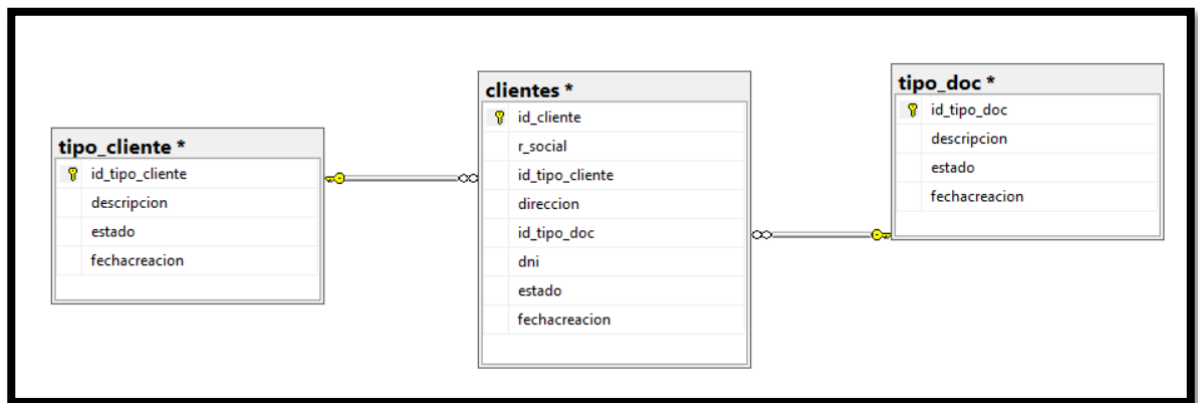 tipo_cliente *
id_tipo_cliente
descripcion
estado
fechacreacion
clientes *
id_cliente
r_social
id_tipo_cliente
direccion
id_tipo_doc
dni
estado
fechacreacion
tipo_doc *
id_tipo_doc
descripcion
estado
fechacreacion